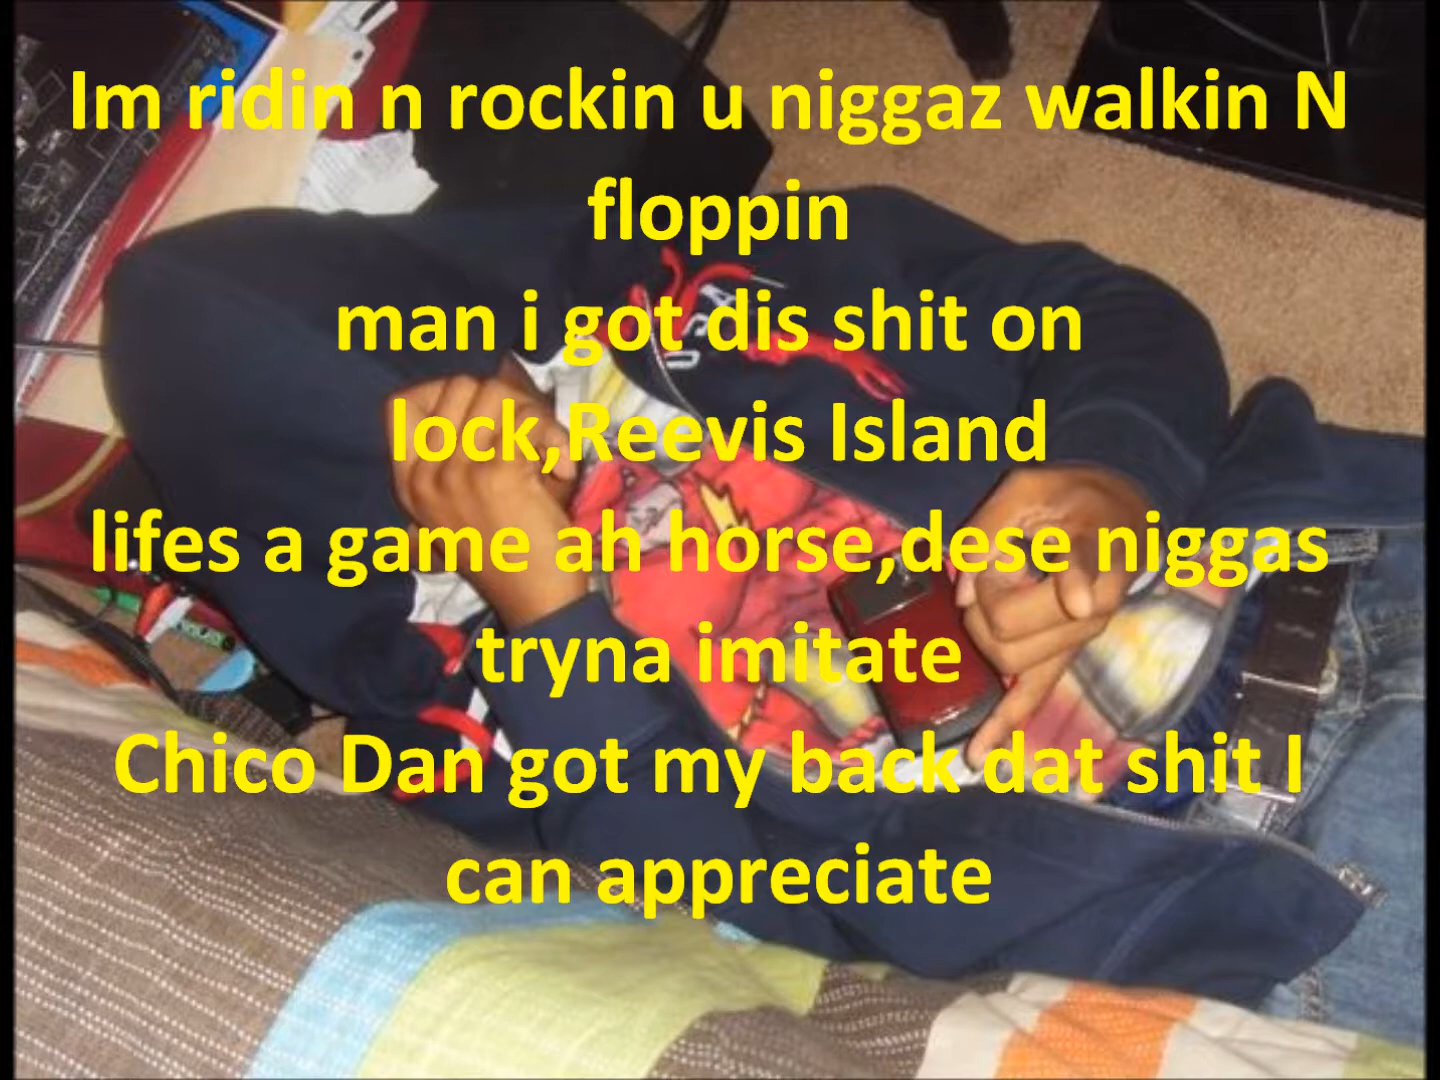 Im ridin n rockin u niggaz walkin N
floppin
man i got dis shit on
lock,Reevis Island
lifes a game ah horse,dese niggas
tryna imitate
Chico Dan got my back dat shit I
can appreciate
USA